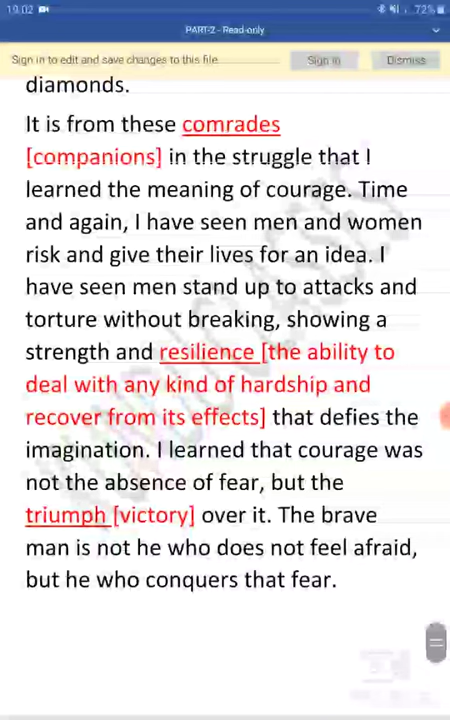 19:02
72%
PART-2 - Read-only
Sign in to edit and save changes to this file.
Sign in
Dismiss
diamonds.
It is from these comrades
[companions] in the struggle that I
learned the meaning of courage. Time
and again, I have seen men and women
risk and give their lives for an idea. I
have seen men stand up to attacks and
torture without breaking, showing a
strength and resilience [the ability to
deal with any kind of hardship and
recover from its effects] that defies the
imagination. I learned that courage was
not the absence of fear, but the
triumph [victory] over it. The brave
man is not he who does not feel afraid,
but he who conquers that fear.